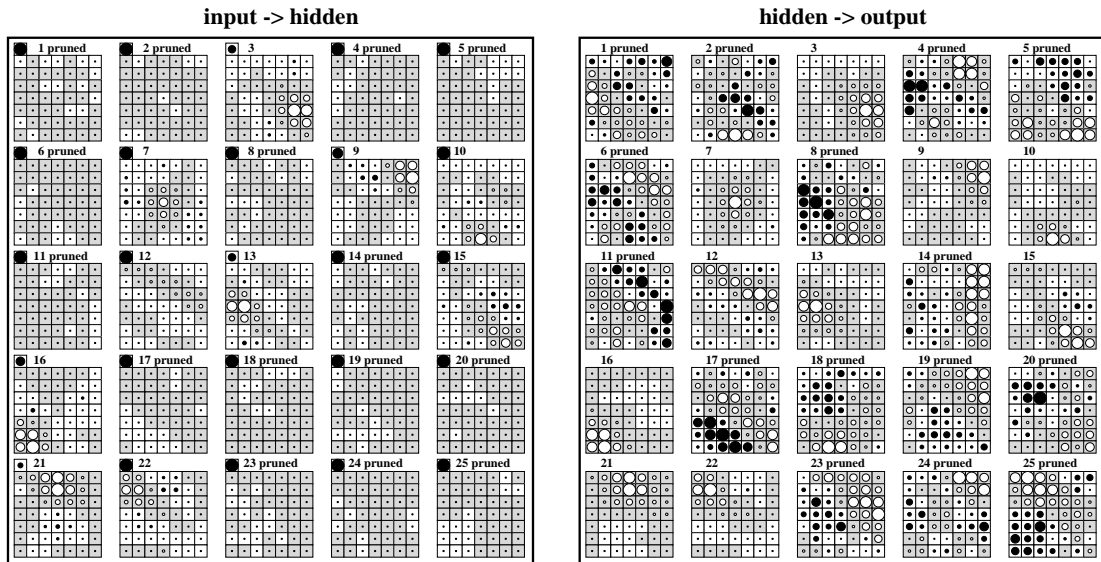 input -> hidden
hidden -> output
1 pruned 2 pruned 3 4 pruned 5 pruned
6 pruned 7 8 pruned 9 10
11 pruned 12 13 14 pruned 15
16 17 pruned 18 pruned 19 pruned 20 pruned
21 22 23 pruned 24 pruned 25 pruned
1 pruned 2 pruned 3 4 pruned 5 pruned
6 pruned 7 8 pruned 9 10
11 pruned 12 13 14 pruned 15
16 17 pruned 18 pruned 19 pruned 20 pruned
21 22 23 pruned 24 pruned 25 pruned